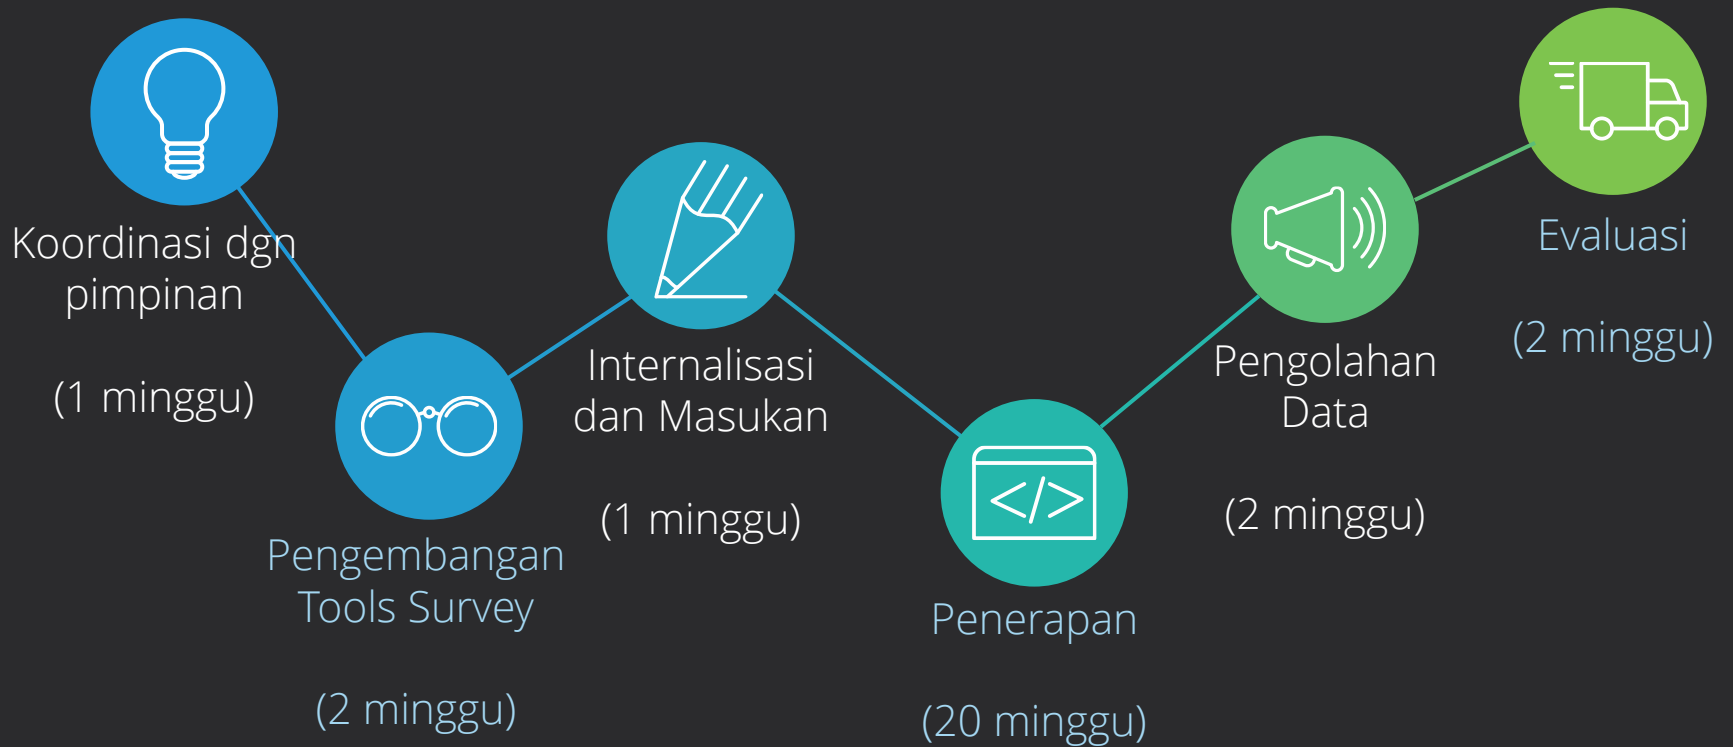 Koordinasi dgn
pimpinan
(1 minggu)
Pengembangan
Tools Survey
(2 minggu)
Internalisasi
dan Masukan
(1 minggu)
</>
Penerapan
(20 minggu)
Pengolahan
Data
(2 minggu)
Evaluasi
(2 minggu)